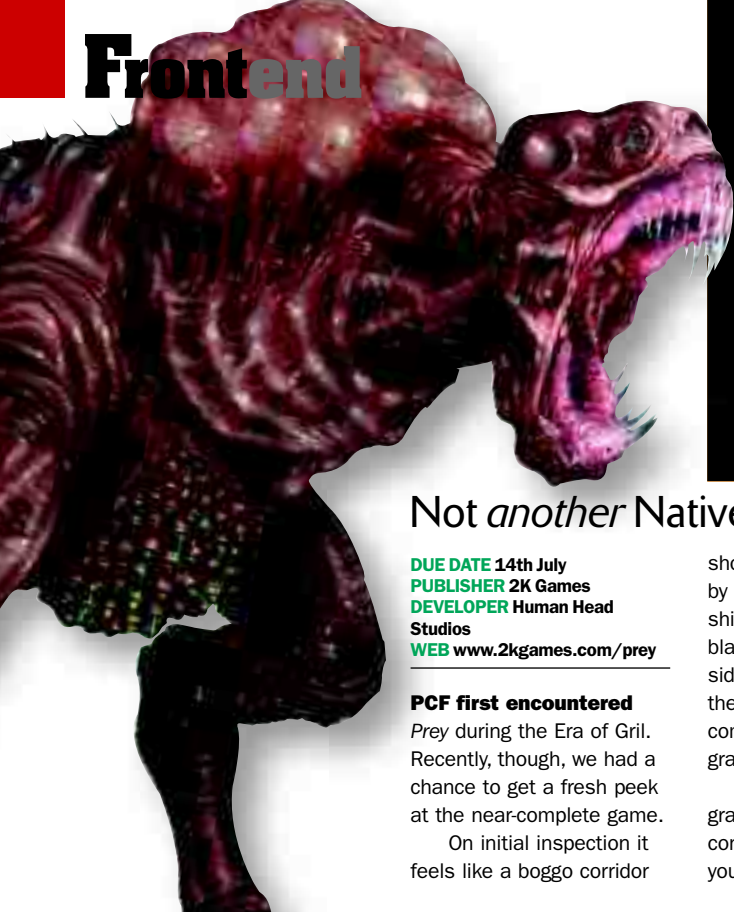 Frontend
Not another Native
DUE DATE 14th July
PUBLISHER 2K Games
DEVELOPER Human Head
Studios
WEB www.2kgames.com/prey
PCF first encountered
Prey during the Era of Gril.
Recently, though, we had a
chance to get a fresh peek
at the near-complete game.
On initial inspection it
feels like a boggo corridor
sho
by
shi
bla
sid
the
con
gra
gra
con
you